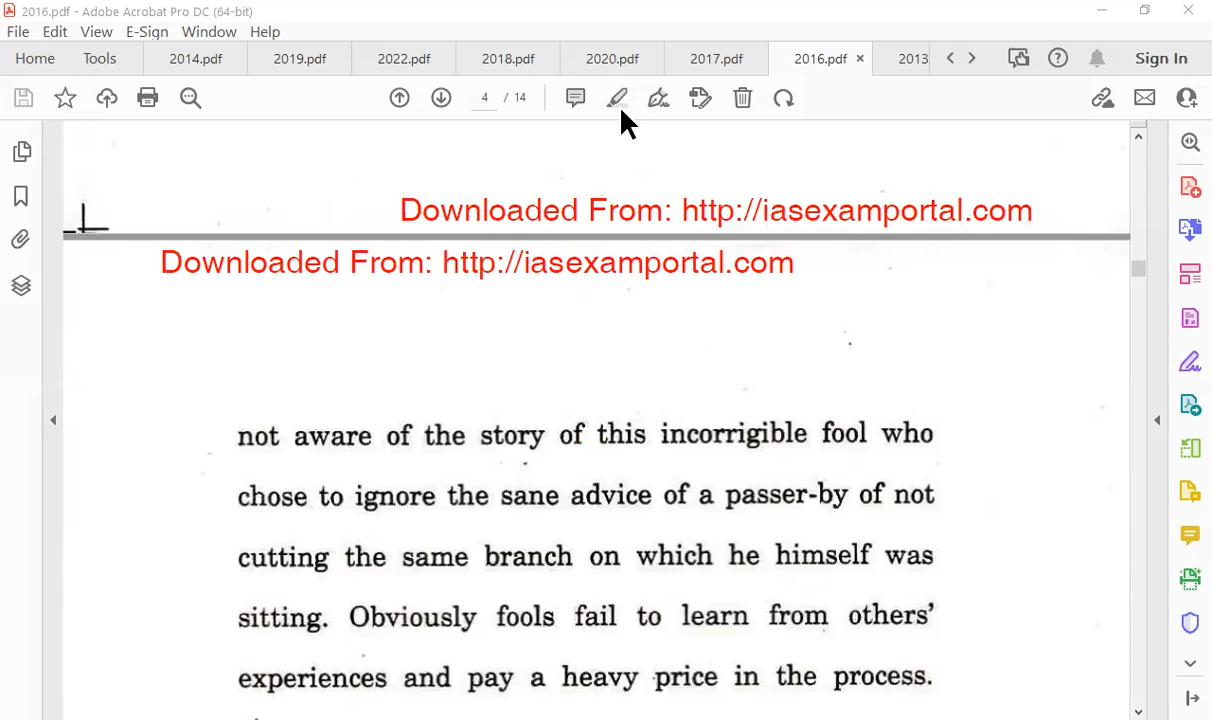 2016.pdf - Adobe Acrobat Pro DC (64-bit)
File Edit View E-Sign Window Help
Home Tools 2014.pdf 2019.pdf 2022.pdf 2018.pdf 2020.pdf 2017.pdf 2016.pdf × 2013 Sign In
4 / 14
Downloaded From: http://iasexamportal.com
Downloaded From: http://iasexamportal.com
not aware of the story of this incorrigible fool who
chose to ignore the sane advice of a passer-by of not
cutting the same branch on which he himself was
sitting. Obviously fools fail to learn from others’
experiences and pay a heavy price in the process.